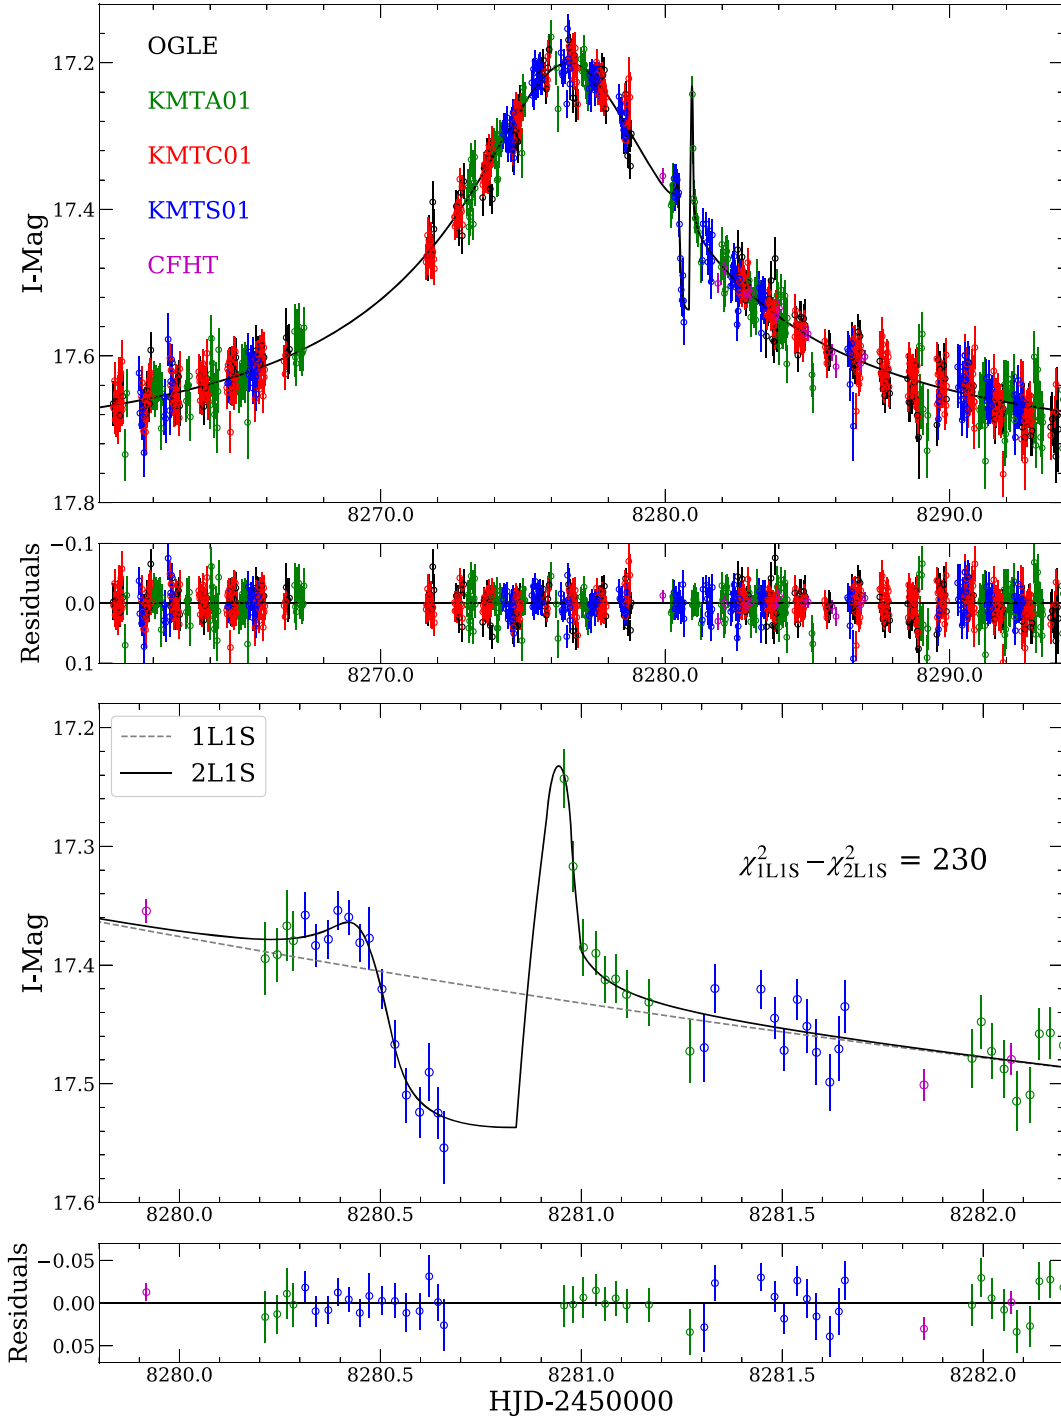 OGLE
KMTA01
KMTC01
KMTS01
CFHT
I-Mag
17.2
17.4
17.6
17.8
8270.0 8280.0 8290.0
Residuals
−0.1
0.0
0.1
8270.0 8280.0 8290.0
1L1S
2L1S
χ²1L1S − χ²2L1S = 230
I-Mag
17.2
17.3
17.4
17.5
17.6
8280.0 8280.5 8281.0 8281.5 8282.0
Residuals
−0.05
0.00
0.05
8280.0 8280.5 8281.0 8281.5 8282.0
HJD-2450000